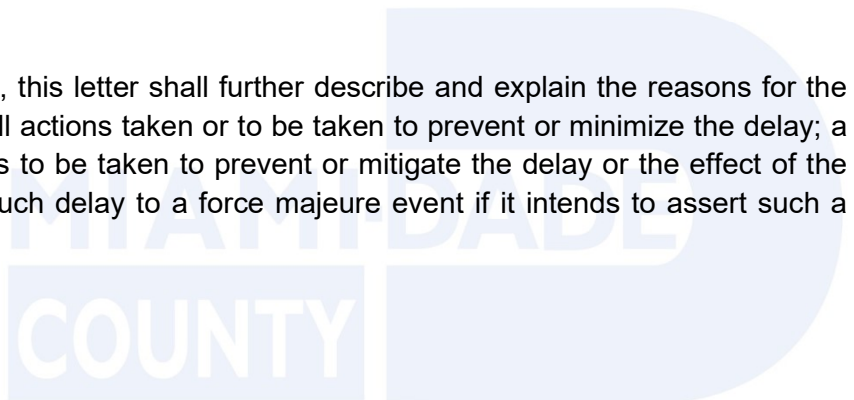 , this letter shall further describe and explain the reasons for the
ll actions taken or to be taken to prevent or minimize the delay; a
s to be taken to prevent or mitigate the delay or the effect of the
uch delay to a force majeure event if it intends to assert such a
MIAMI-DADE
COUNTY